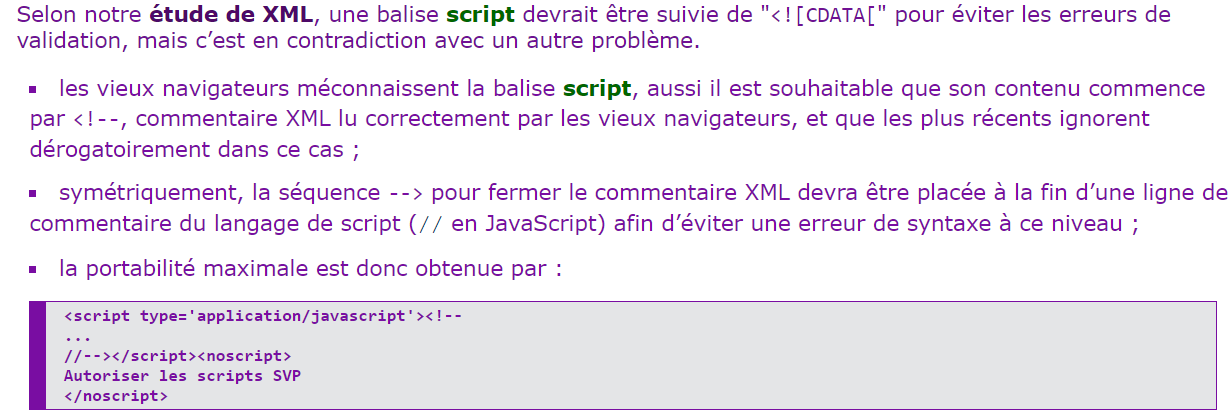 Selon notre étude de XML, une balise script devrait être suivie de "<![CDATA[" pour éviter les erreurs de
validation, mais c’est en contradiction avec un autre problème.
▪ les vieux navigateurs méconnaissent la balise script, aussi il est souhaitable que son contenu commence
par <!--, commentaire XML lu correctement par les vieux navigateurs, et que les plus récents ignorent
dérogatoirement dans ce cas ;
▪ symétriquement, la séquence --> pour fermer le commentaire XML devra être placée à la fin d’une ligne de
commentaire du langage de script (// en JavaScript) afin d’éviter une erreur de syntaxe à ce niveau ;
▪ la portabilité maximale est donc obtenue par :
<script type='application/javascript'><!--
...
//--></script><noscript>
Autoriser les scripts SVP
</noscript>